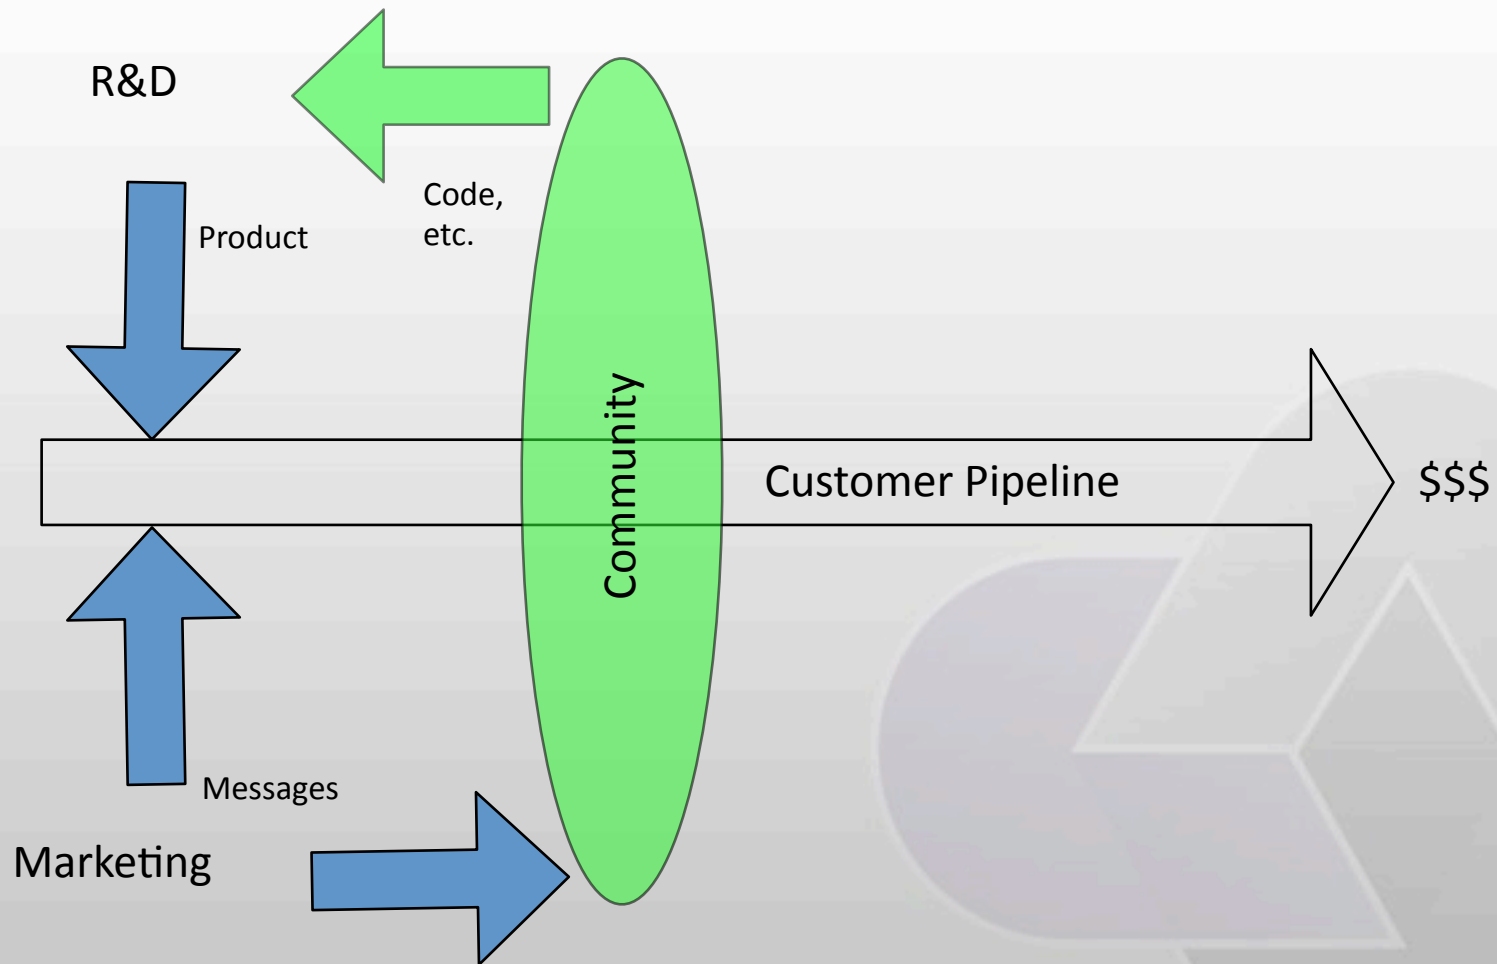 R&D
Code,
etc.
Product
Community
Customer Pipeline
$$$
Messages
Marketing